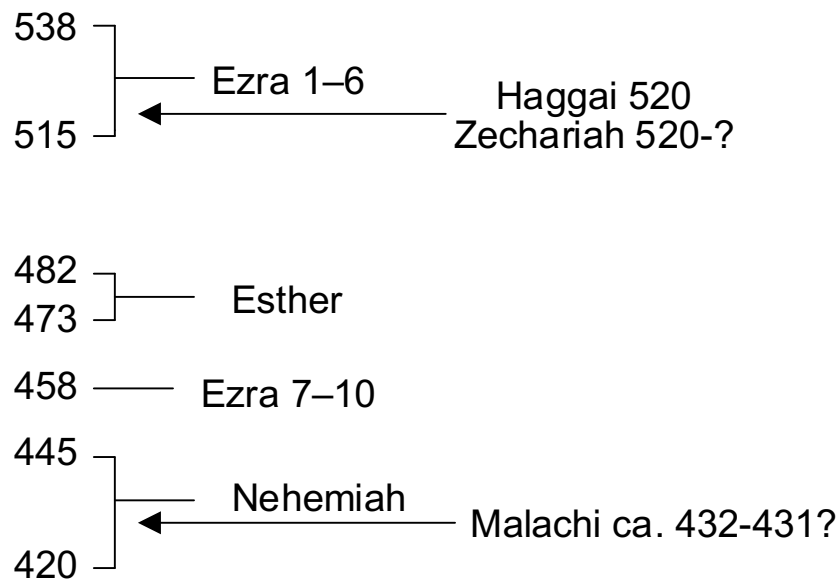 538
Ezra 1–6
Haggai 520
515
Zechariah 520-?
482
Esther
473
458
Ezra 7–10
445
Nehemiah
Malachi ca. 432-431?
420